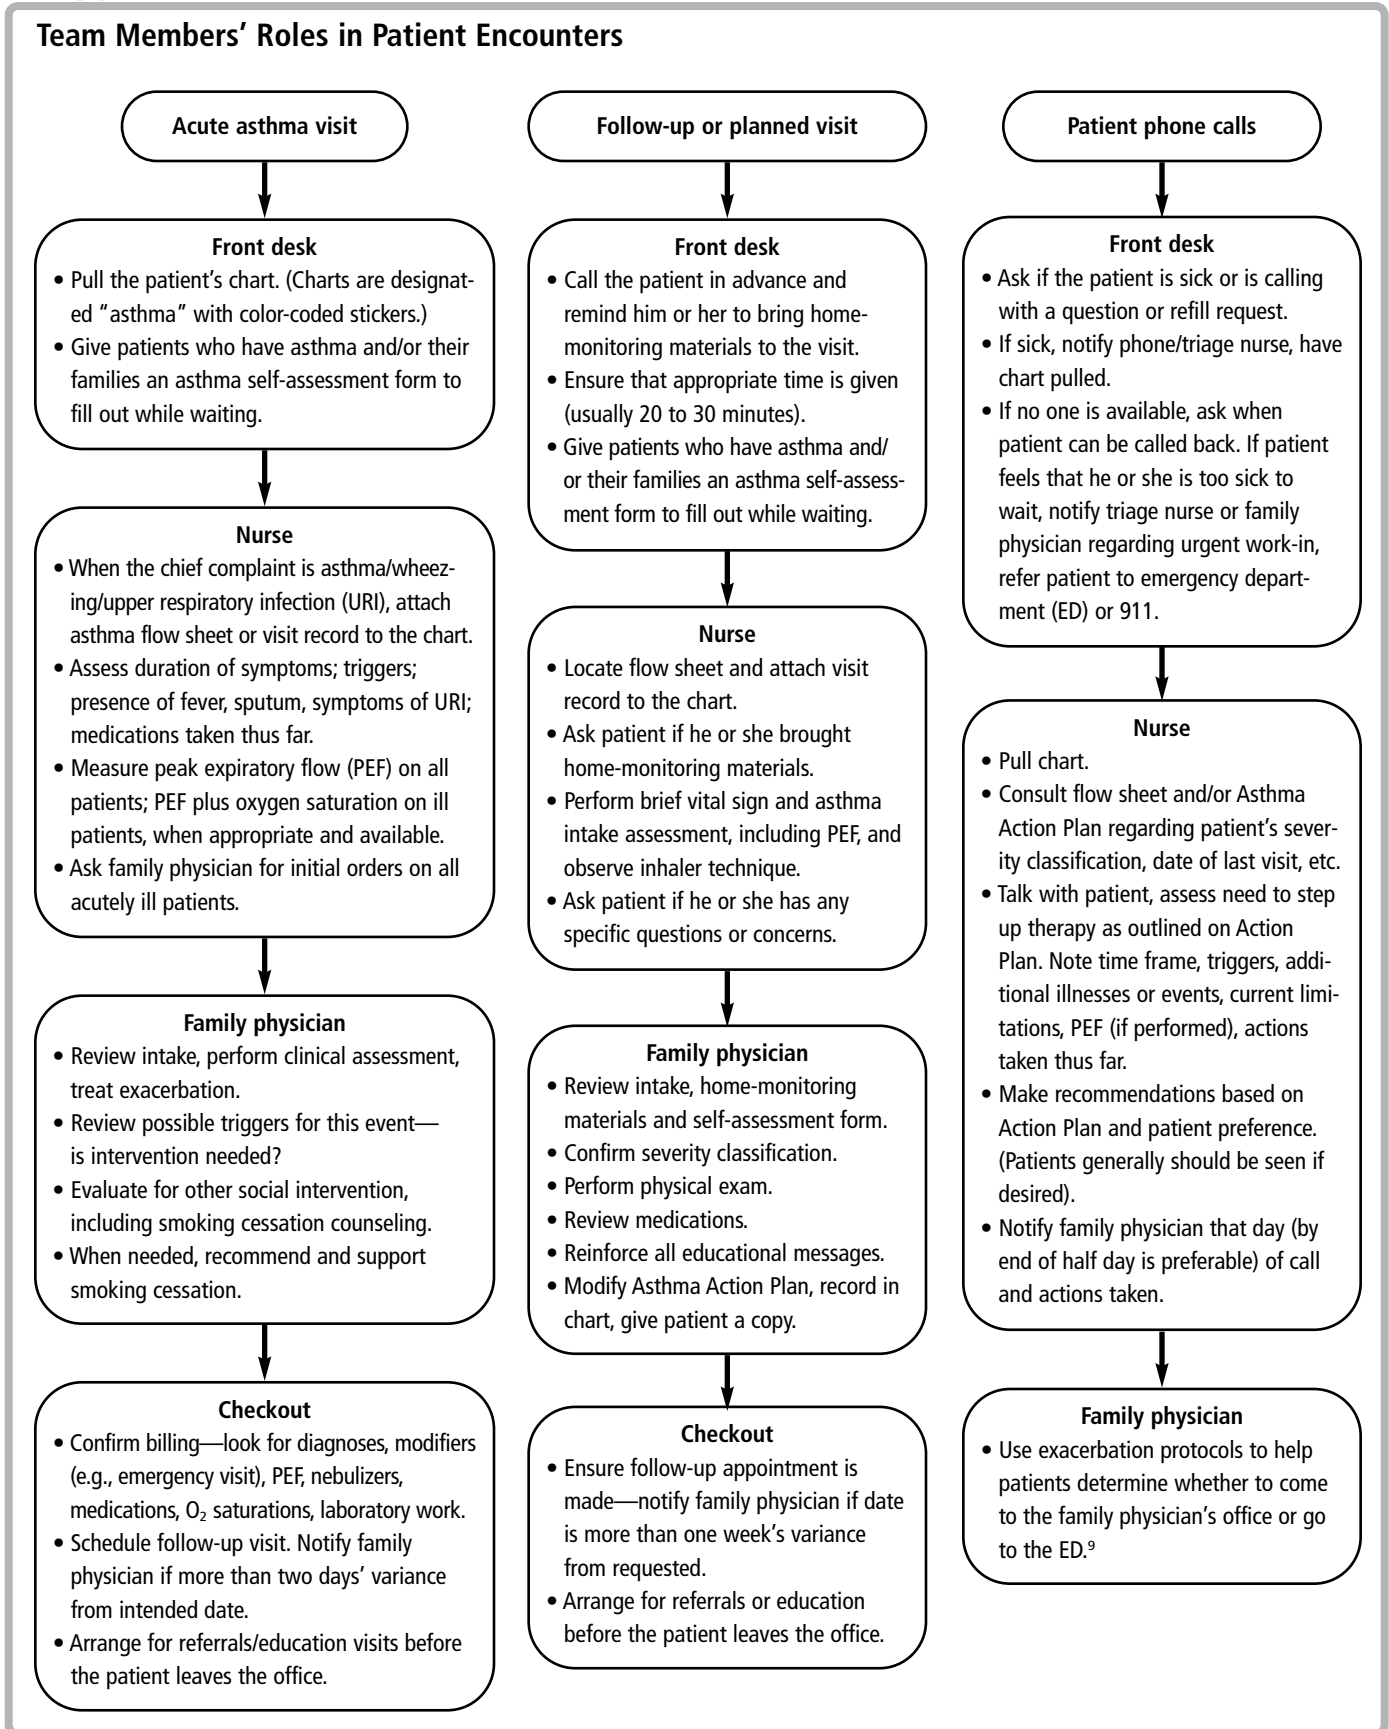 Team Members’ Roles in Patient Encounters
Acute asthma visit
Front desk
• Pull the patient’s chart. (Charts are designat-
ed “asthma” with color-coded stickers.)
• Give patients who have asthma and/or their
families an asthma self-assessment form to
fill out while waiting.
Nurse
• When the chief complaint is asthma/wheez-
ing/upper respiratory infection (URI), attach
asthma flow sheet or visit record to the chart.
• Assess duration of symptoms; triggers;
presence of fever, sputum, symptoms of URI;
medications taken thus far.
• Measure peak expiratory flow (PEF) on all
patients; PEF plus oxygen saturation on ill
patients, when appropriate and available.
• Ask family physician for initial orders on all
acutely ill patients.
Family physician
• Review intake, perform clinical assessment,
treat exacerbation.
• Review possible triggers for this event—
is intervention needed?
• Evaluate for other social intervention,
including smoking cessation counseling.
• When needed, recommend and support
smoking cessation.
Checkout
• Confirm billing—look for diagnoses, modifiers
(e.g., emergency visit), PEF, nebulizers,
medications, O₂ saturations, laboratory work.
• Schedule follow-up visit. Notify family
physician if more than two days’ variance
from intended date.
• Arrange for referrals/education visits before
the patient leaves the office.
Follow-up or planned visit
Front desk
• Call the patient in advance and
remind him or her to bring home-
monitoring materials to the visit.
• Ensure that appropriate time is given
(usually 20 to 30 minutes).
• Give patients who have asthma and/
or their families an asthma self-assess-
ment form to fill out while waiting.
Nurse
• Locate flow sheet and attach visit
record to the chart.
• Ask patient if he or she brought
home-monitoring materials.
• Perform brief vital sign and asthma
intake assessment, including PEF, and
observe inhaler technique.
• Ask patient if he or she has any
specific questions or concerns.
Family physician
• Review intake, home-monitoring
materials and self-assessment form.
• Confirm severity classification.
• Perform physical exam.
• Review medications.
• Reinforce all educational messages.
• Modify Asthma Action Plan, record in
chart, give patient a copy.
Checkout
• Ensure follow-up appointment is
made—notify family physician if date
is more than one week’s variance
from requested.
• Arrange for referrals or education
before the patient leaves the office.
Patient phone calls
Front desk
• Ask if the patient is sick or is calling
with a question or refill request.
• If sick, notify phone/triage nurse, have
chart pulled.
• If no one is available, ask when
patient can be called back. If patient
feels that he or she is too sick to
wait, notify triage nurse or family
physician regarding urgent work-in,
refer patient to emergency depart-
ment (ED) or 911.
Nurse
• Pull chart.
• Consult flow sheet and/or Asthma
Action Plan regarding patient’s sever-
ity classification, date of last visit, etc.
• Talk with patient, assess need to step
up therapy as outlined on Action
Plan. Note time frame, triggers, addi-
tional illnesses or events, current limi-
tations, PEF (if performed), actions
taken thus far.
• Make recommendations based on
Action Plan and patient preference.
(Patients generally should be seen if
desired).
• Notify family physician that day (by
end of half day is preferable) of call
and actions taken.
Family physician
• Use exacerbation protocols to help
patients determine whether to come
to the family physician’s office or go
to the ED.⁹